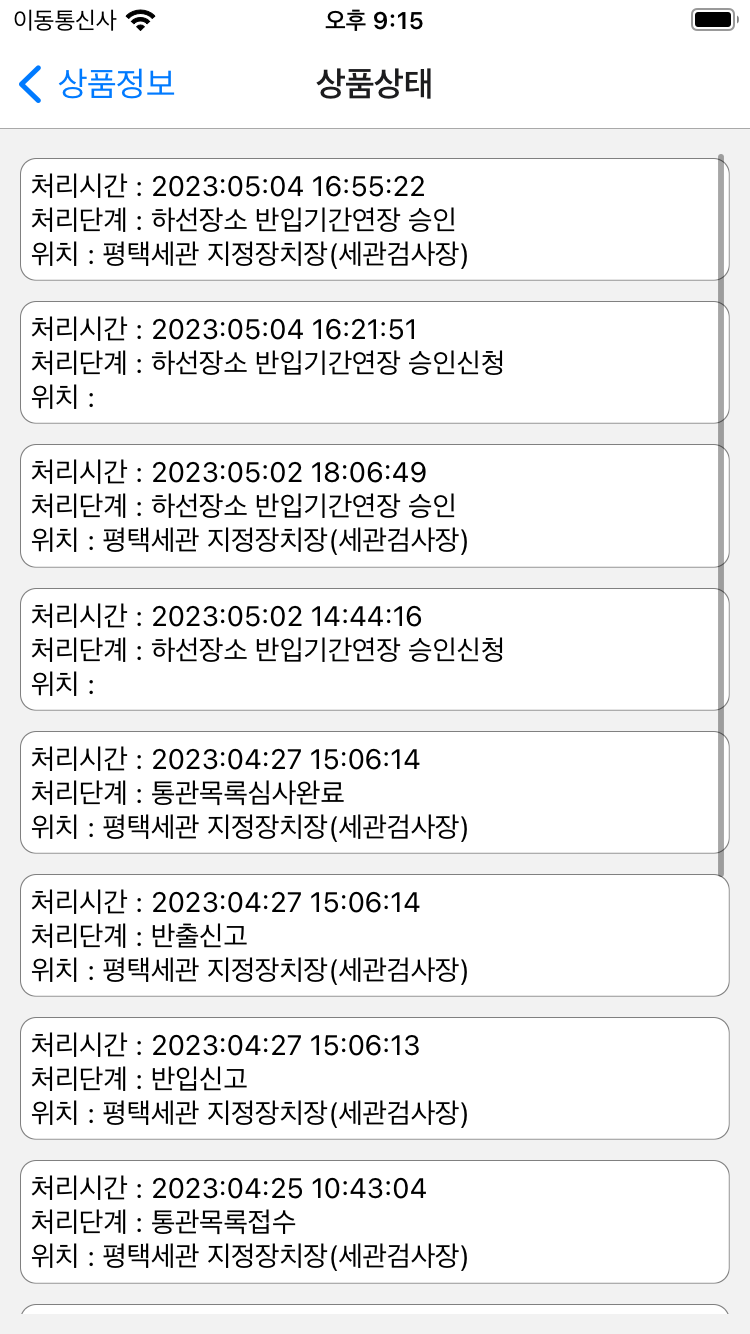 이동통신사
오후 9:15
상품정보
상품상태
처리시간 : 2023:05:04 16:55:22
처리단계 : 하선장소 반입기간연장 승인
위치 : 평택세관 지정장치장(세관검사장)
처리시간 : 2023:05:04 16:21:51
처리단계 : 하선장소 반입기간연장 승인신청
위치 :
처리시간 : 2023:05:02 18:06:49
처리단계 : 하선장소 반입기간연장 승인
위치 : 평택세관 지정장치장(세관검사장)
처리시간 : 2023:05:02 14:44:16
처리단계 : 하선장소 반입기간연장 승인신청
위치 :
처리시간 : 2023:04:27 15:06:14
처리단계 : 통관목록심사완료
위치 : 평택세관 지정장치장(세관검사장)
처리시간 : 2023:04:27 15:06:14
처리단계 : 반출신고
위치 : 평택세관 지정장치장(세관검사장)
처리시간 : 2023:04:27 15:06:13
처리단계 : 반입신고
위치 : 평택세관 지정장치장(세관검사장)
처리시간 : 2023:04:25 10:43:04
처리단계 : 통관목록접수
위치 : 평택세관 지정장치장(세관검사장)